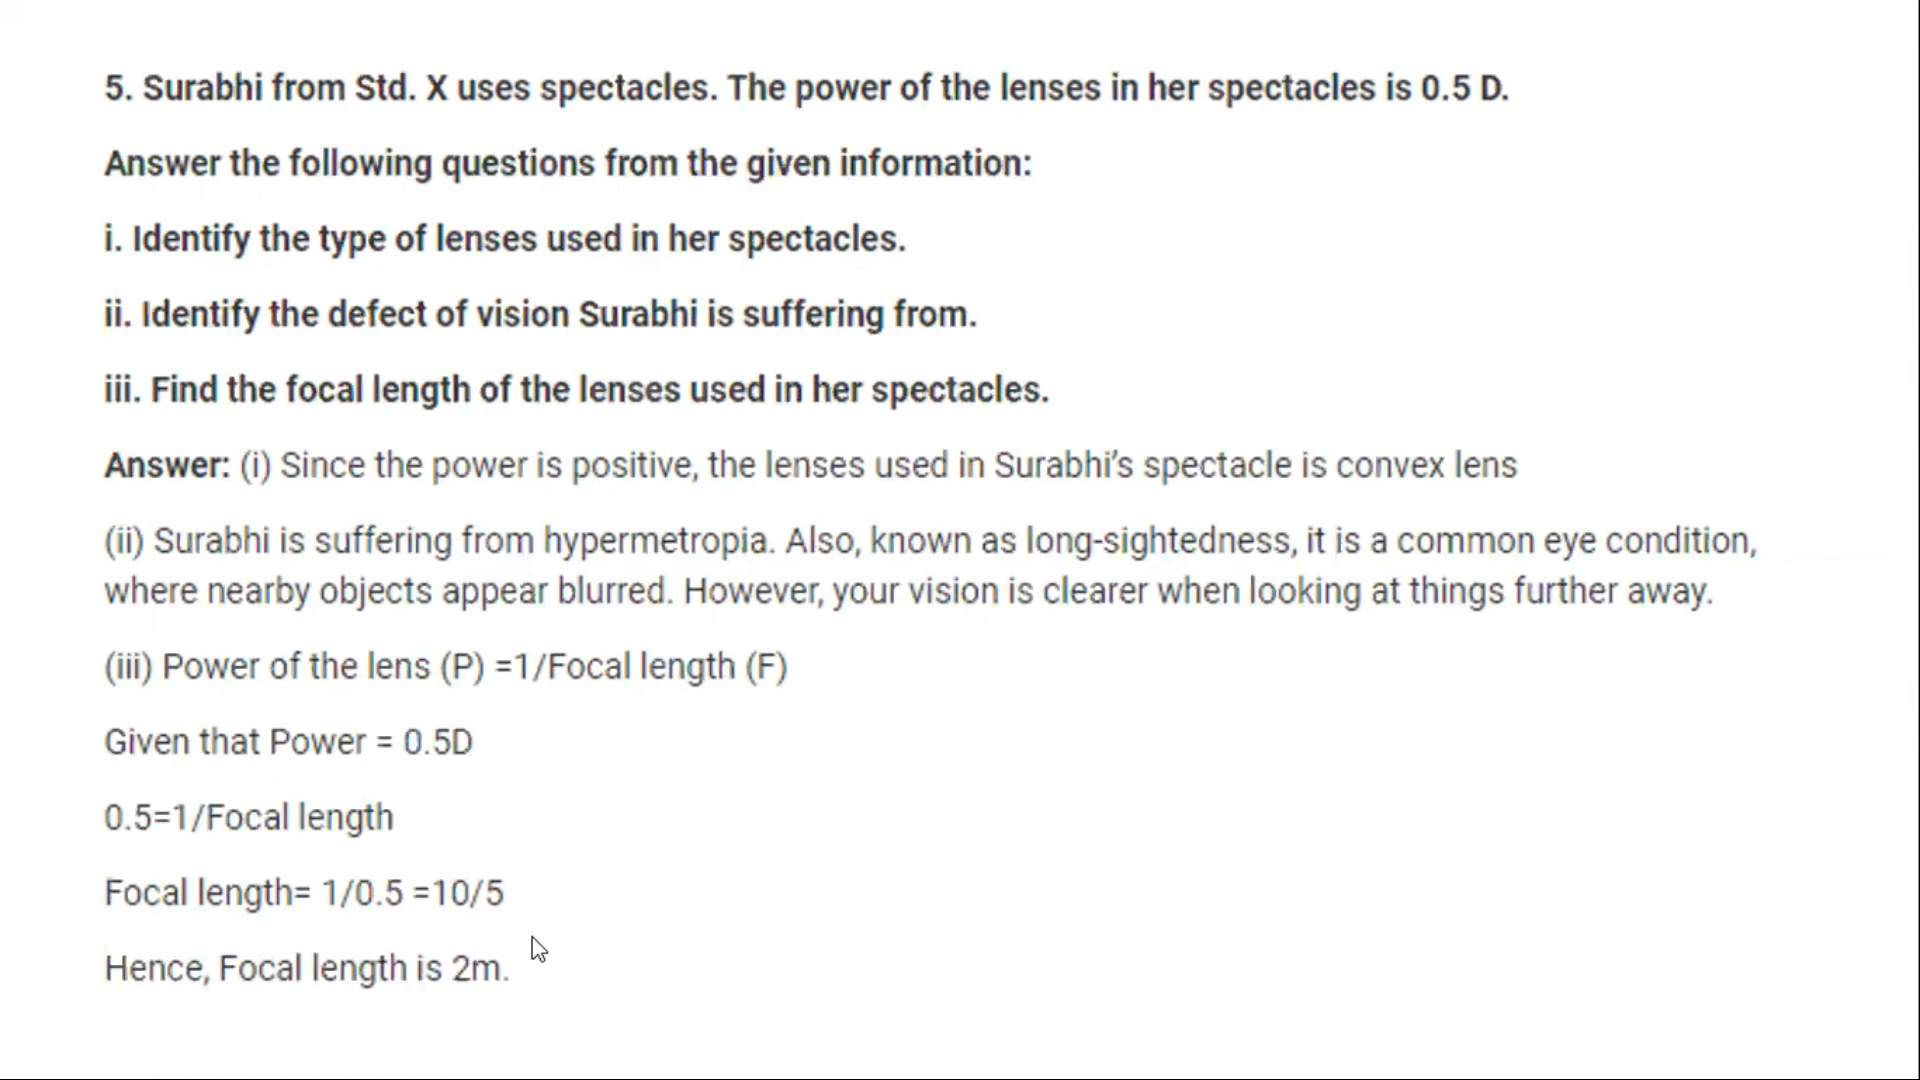 5. Surabhi from Std. X uses spectacles. The power of the lenses in her spectacles is 0.5 D.
Answer the following questions from the given information:
i. Identify the type of lenses used in her spectacles.
ii. Identify the defect of vision Surabhi is suffering from.
iii. Find the focal length of the lenses used in her spectacles.
Answer: (i) Since the power is positive, the lenses used in Surabhi’s spectacle is convex lens
(ii) Surabhi is suffering from hypermetropia. Also, known as long-sightedness, it is a common eye condition,
where nearby objects appear blurred. However, your vision is clearer when looking at things further away.
(iii) Power of the lens (P) =1/Focal length (F)
Given that Power = 0.5D
0.5=1/Focal length
Focal length= 1/0.5 =10/5
Hence, Focal length is 2m.